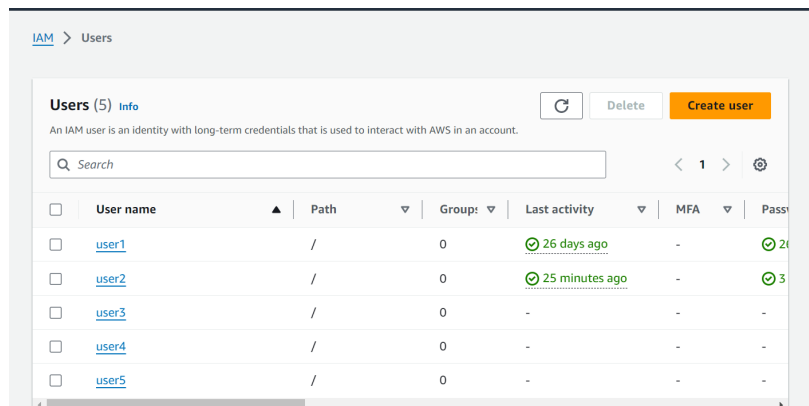 IAM > Users
Users (5) Info
Delete
Create user
An IAM user is an identity with long-term credentials that is used to interact with AWS in an account.
Search
< 1 >
User name Path Groups Last activity MFA
user1 / 0 26 days ago -
user2 / 0 25 minutes ago - 3
user3 / 0 - - -
user4 / 0 - - -
user5 / 0 - - -